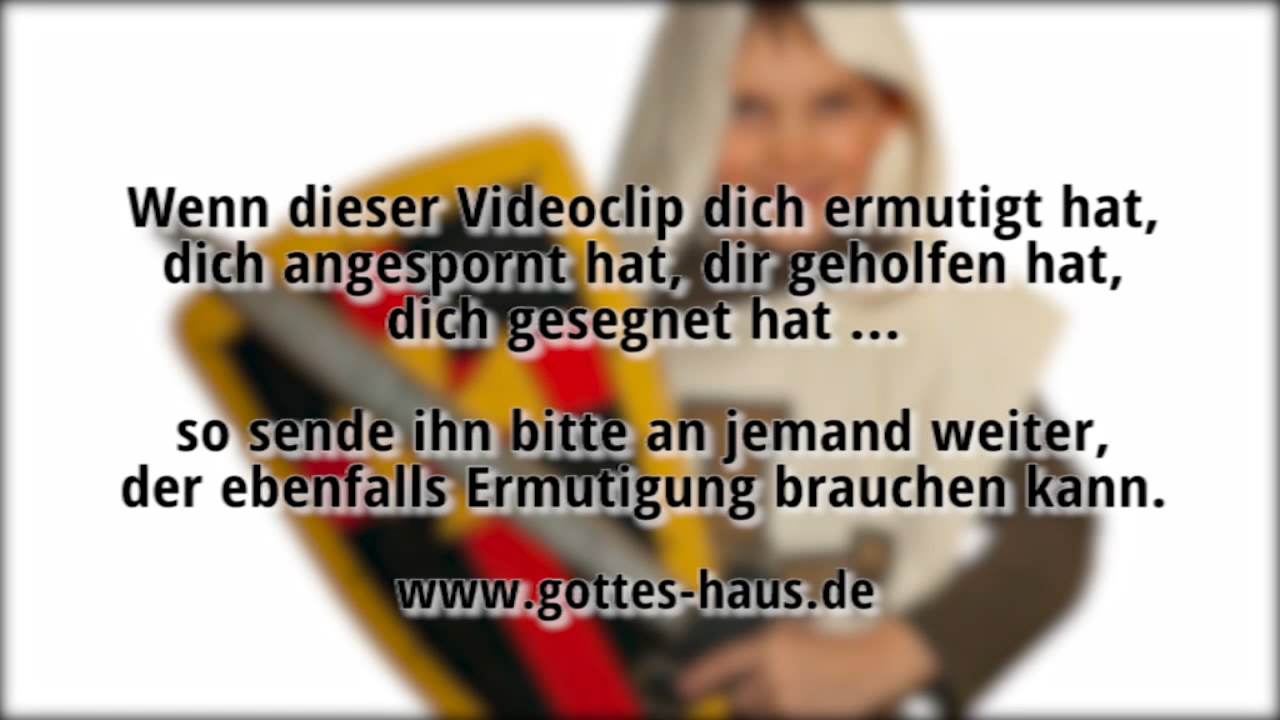 Wenn dieser Videoclip dich ermutigt hat,
dich angespornt hat, dir geholfen hat,
dich gesegnet hat ...
so sende ihn bitte an jemand weiter,
der ebenfalls Ermutigung brauchen kann.
www.gottes-haus.de